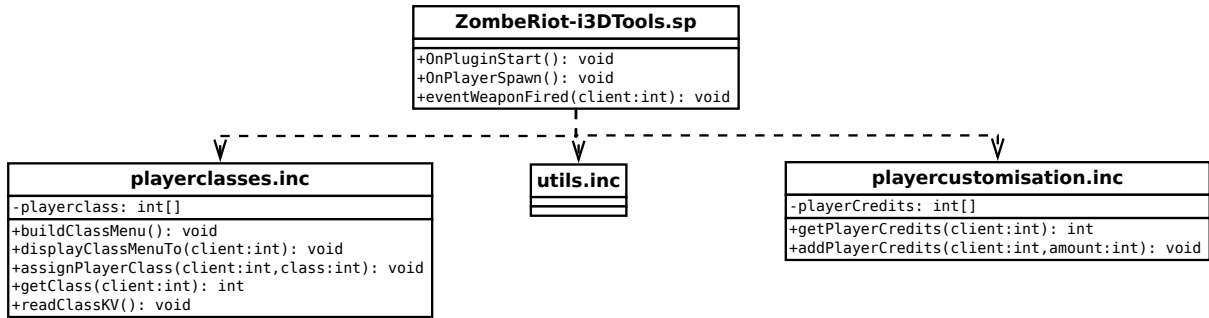 ZombeRiot-i3DTools.sp
+OnPluginStart(): void
+OnPlayerSpawn(): void
+eventWeaponFired(client:int): void
playerclasses.inc
-playerclass: int[]
+buildClassMenu(): void
+displayClassMenuTo(client:int): void
+assignPlayerClass(client:int,class:int): void
+getClass(client:int): int
+readClassKV(): void
utils.inc
playercustomisation.inc
-playerCredits: int[]
+getPlayerCredits(client:int): int
+addPlayerCredits(client:int,amount:int): void